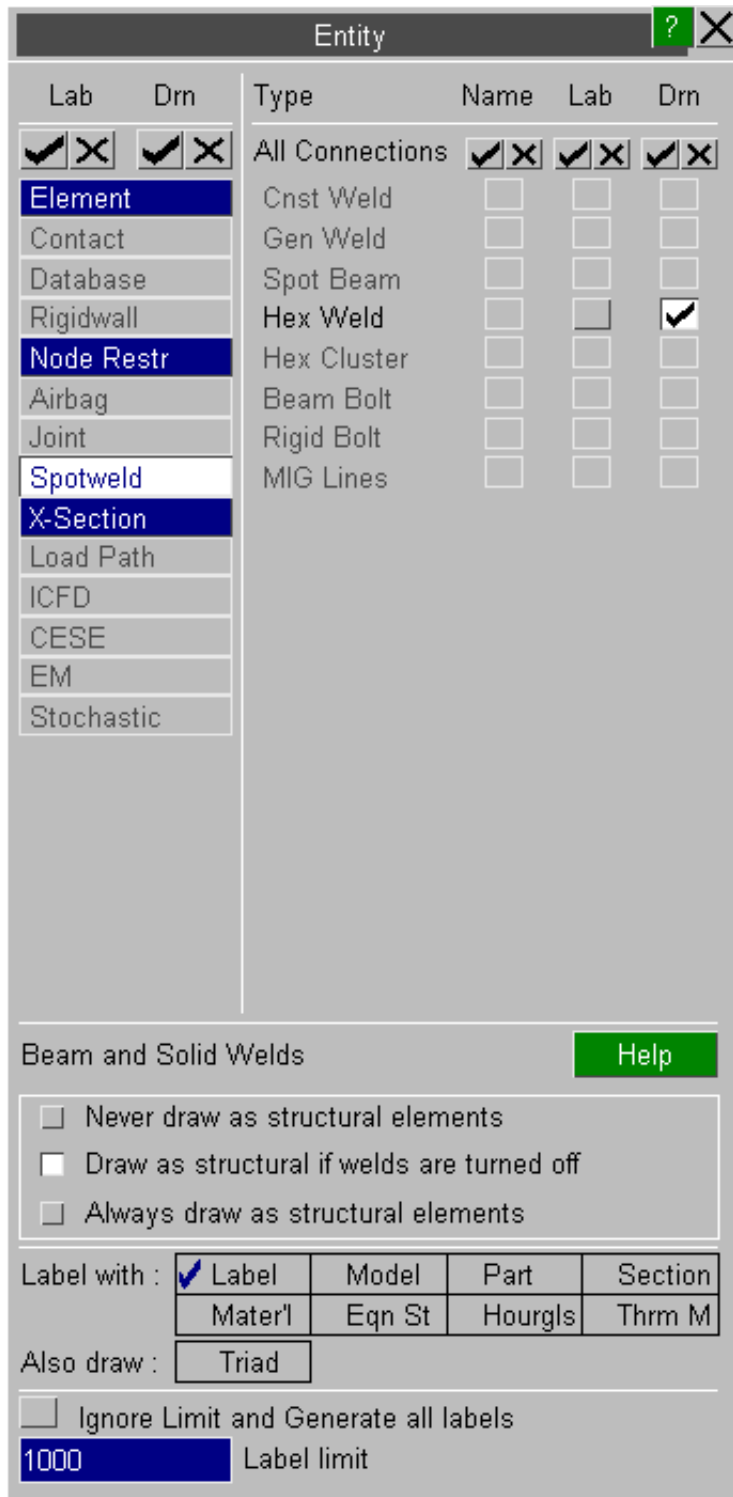 Entity ?
Lab Drn Type Name Lab Drn
All Connections
Element Cnst Weld
Contact Gen Weld
Database Spot Beam
Rigidwall Hex Weld
Node Restr Hex Cluster
Airbag Beam Bolt
Joint Rigid Bolt
Spotweld MIG Lines
X-Section
Load Path
ICFD
CESE
EM
Stochastic
Beam and Solid Welds Help
Never draw as structural elements
Draw as structural if welds are turned off
Always draw as structural elements
Label with : Label Model Part Section
Mater'l Eqn St Hourgls Thrm M
Also draw : Triad
Ignore Limit and Generate all labels
1000 Label limit